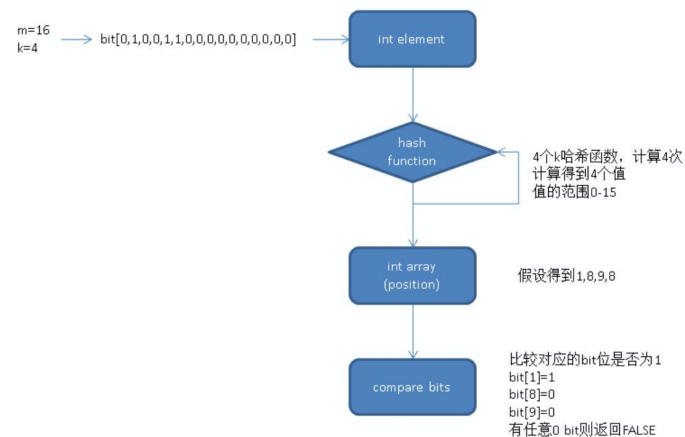 m=16
k=4
bit[0,1,0,0,1,1,0,0,0,0,0,0,0,0,0,0]
int element
hash
function
4个k哈希函数，计算4次
计算得到4个值
值的范围0-15
int array
(position)
假设得到1,8,9,8
compare bits
比较对应的bit位是否为1
bit[1]=1
bit[8]=0
bit[9]=0
有任意0 bit则返回FALSE